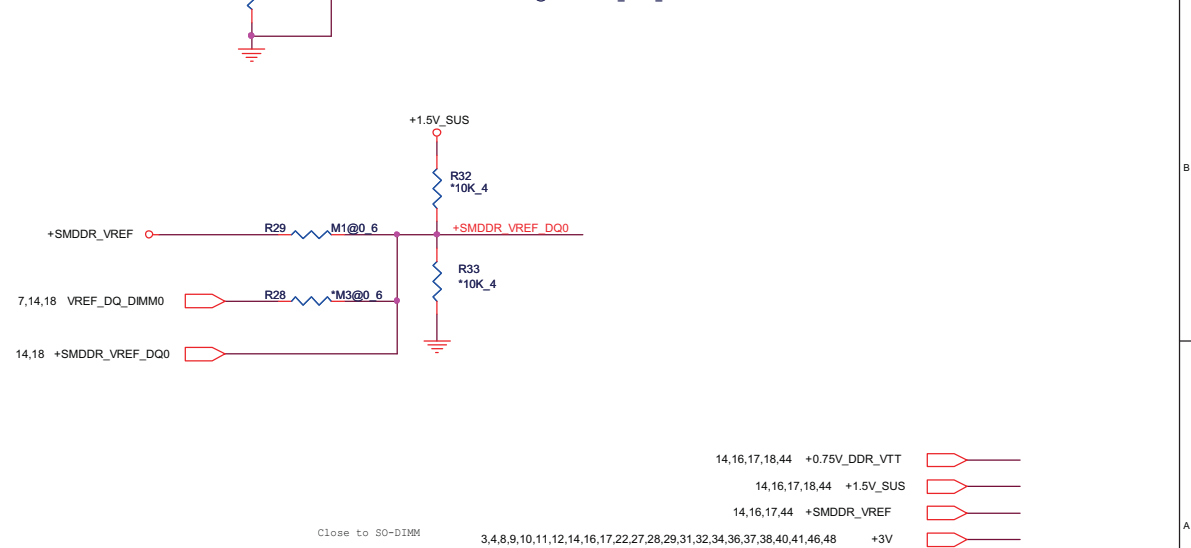 +1.5V_SUS
R32
*10K_4
B
+SMDDR_VREF
R29
M1@0_6
+SMDDR_VREF_DQ0
R33
*10K_4
7,14,18 VREF_DQ_DIMM0
R28
*M3@0_6
14,18 +SMDDR_VREF_DQ0
14,16,17,18,44 +0.75V_DDR_VTT
14,16,17,18,44 +1.5V_SUS
14,16,17,44 +SMDDR_VREF
Close to SO-DIMM
A
3,4,8,9,10,11,12,14,16,17,22,27,28,29,31,32,34,36,37,38,40,41,46,48 +3V